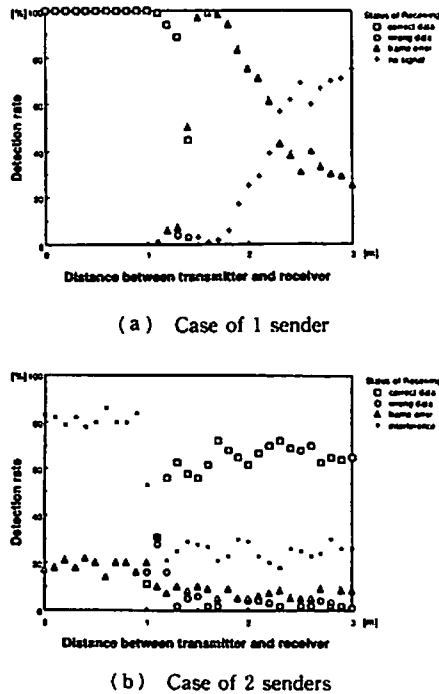 [%] 100
80
60
40
20
0
Detection rate
0 1 2 3 [m]
Distance between transmitter and receiver
Status of Receiving
correct data
wrong data
frame error
no signal
(a) Case of 1 sender
[%] 100
80
60
40
20
0
Detection rate
0 1 2 3 [m]
Distance between transmitter and receiver
Status of Receiving
correct data
wrong data
frame error
interference
(b) Case of 2 senders